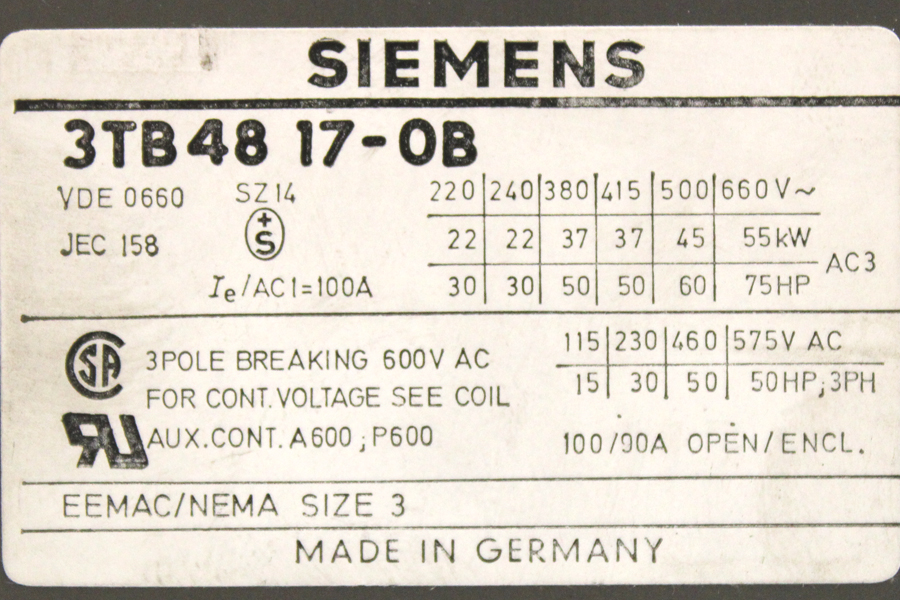 SIEMENS
3TB48 17-0B
VDE 0660 SZ14
JEC 158 +S
Ie/AC1=100A
220 240 380 415 500 660V~
22 22 37 37 45 55kW
30 30 50 50 60 75HP AC3
SA 3POLE BREAKING 600V AC
FOR CONT. VOLTAGE SEE COIL
RU AUX.CONT. A600 ; P600
115 230 460 575V AC
15 30 50 50HP;3PH
100/90A OPEN/ENCL.
EEMAC/NEMA SIZE 3
MADE IN GERMANY